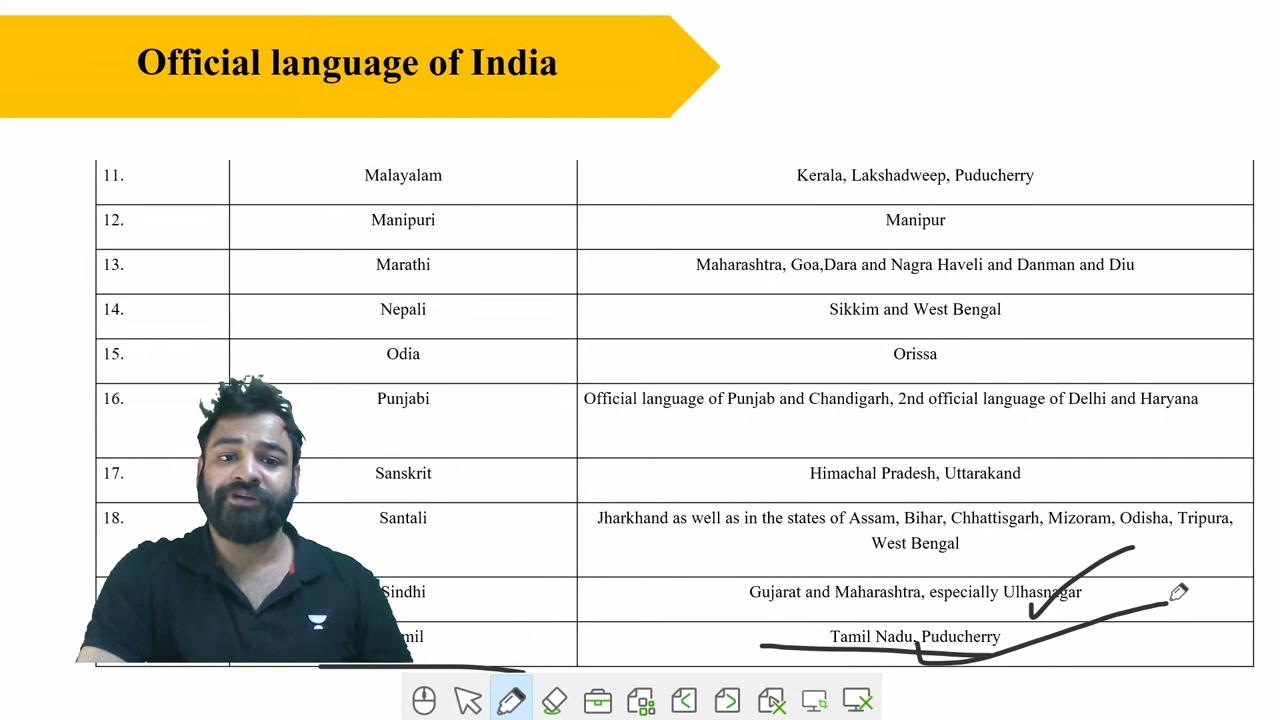 Official language of India
11. Malayalam Kerala, Lakshadweep, Puducherry
12. Manipuri Manipur
13. Marathi Maharashtra, Goa,Dara and Nagra Haveli and Danman and Diu
14. Nepali Sikkim and West Bengal
15. Odia Orissa
16. Punjabi Official language of Punjab and Chandigarh, 2nd official language of Delhi and Haryana
17. Sanskrit Himachal Pradesh, Uttarakand
18. Santali Jharkhand as well as in the states of Assam, Bihar, Chhattisgarh, Mizoram, Odisha, Tripura,
West Bengal
Sindhi Gujarat and Maharashtra, especially Ulhasnagar
mil Tamil Nadu, Puducherry